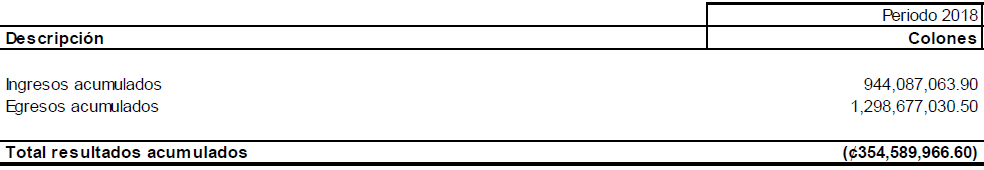 Periodo 2018
Descripción Colones
Ingresos acumulados 944,087,063.90
Egresos acumulados 1,298,677,030.50
Total resultados acumulados (¢354,589,966.60)